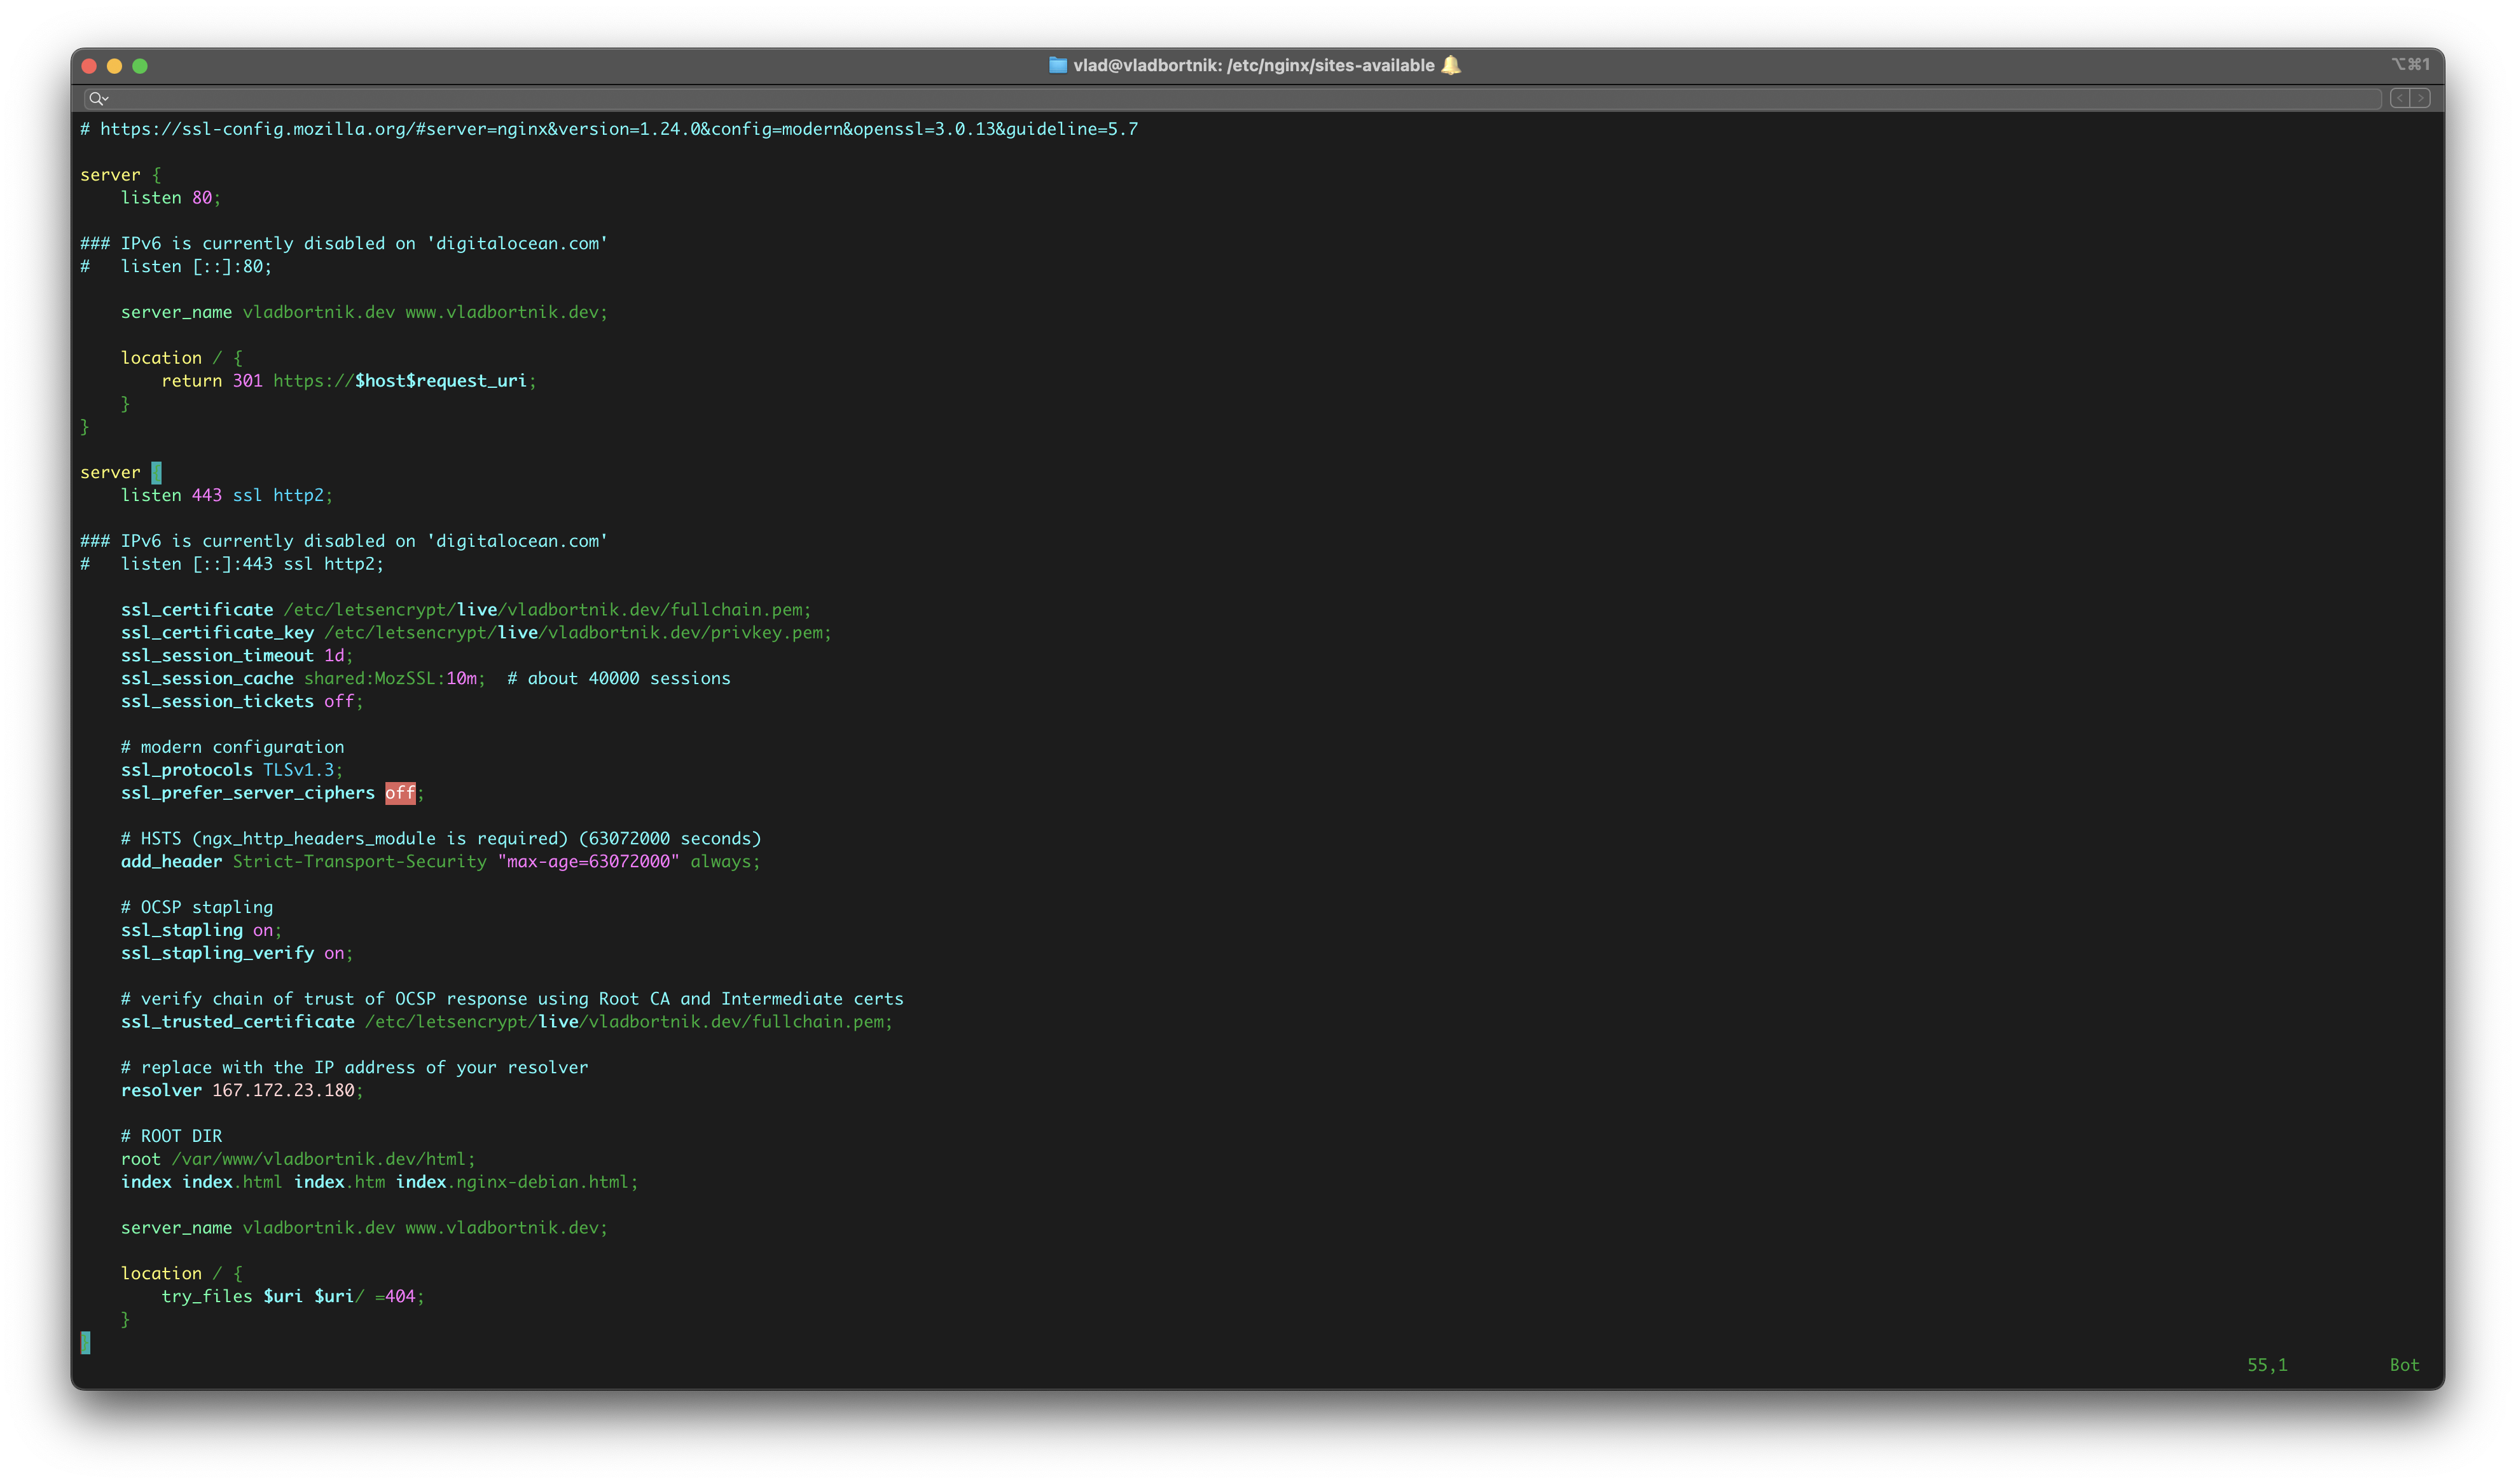 vlad@vladbortnik: /etc/nginx/sites-available
⌥⌘1
# https://ssl-config.mozilla.org/#server=nginx&version=1.24.0&config=modern&openssl=3.0.13&guideline=5.7
server {
    listen 80;
### IPv6 is currently disabled on 'digitalocean.com'
#   listen [::]:80;
    server_name vladbortnik.dev www.vladbortnik.dev;
    location / {
        return 301 https://$host$request_uri;
    }
}
server {
    listen 443 ssl http2;
### IPv6 is currently disabled on 'digitalocean.com'
#   listen [::]:443 ssl http2;
    ssl_certificate /etc/letsencrypt/live/vladbortnik.dev/fullchain.pem;
    ssl_certificate_key /etc/letsencrypt/live/vladbortnik.dev/privkey.pem;
    ssl_session_timeout 1d;
    ssl_session_cache shared:MozSSL:10m;  # about 40000 sessions
    ssl_session_tickets off;
    # modern configuration
    ssl_protocols TLSv1.3;
    ssl_prefer_server_ciphers off;
    # HSTS (ngx_http_headers_module is required) (63072000 seconds)
    add_header Strict-Transport-Security "max-age=63072000" always;
    # OCSP stapling
    ssl_stapling on;
    ssl_stapling_verify on;
    # verify chain of trust of OCSP response using Root CA and Intermediate certs
    ssl_trusted_certificate /etc/letsencrypt/live/vladbortnik.dev/fullchain.pem;
    # replace with the IP address of your resolver
    resolver 167.172.23.180;
    # ROOT DIR
    root /var/www/vladbortnik.dev/html;
    index index.html index.htm index.nginx-debian.html;
    server_name vladbortnik.dev www.vladbortnik.dev;
    location / {
        try_files $uri $uri/ =404;
    }
}
55,1 Bot